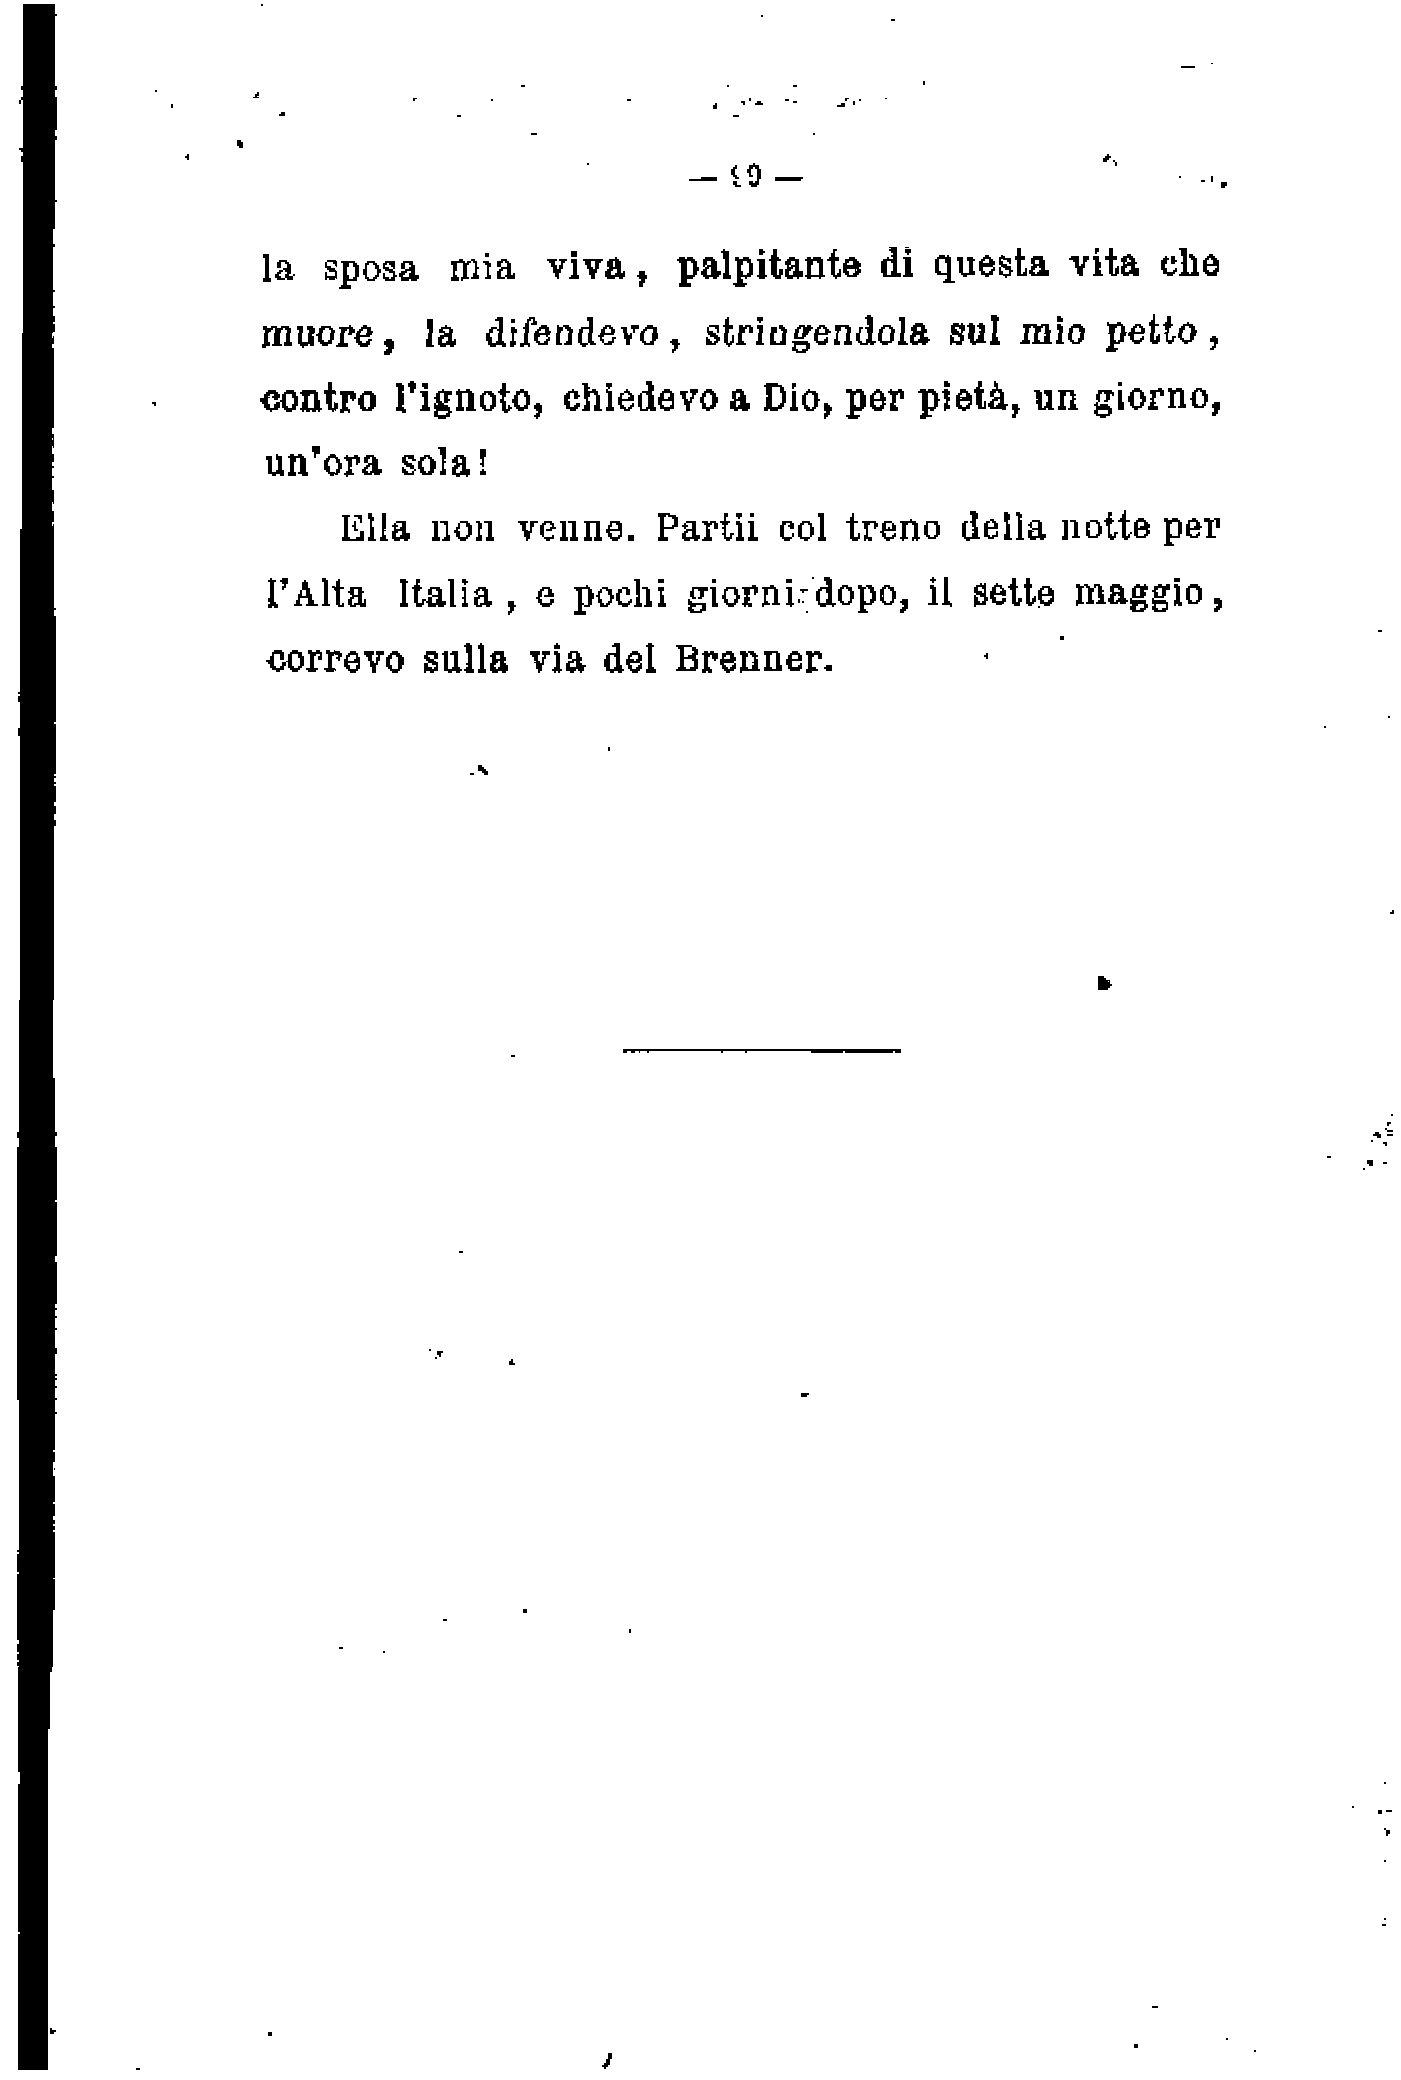 la sposa mia viva, palpitante di questa vita che
muore, la difendevo, stringendola sul mio petto,
contro l'ignoto, chiedevo a Dio, per pietà, un giorno,
un'ora sola!
Ella non venne. Partii col treno della notte per
l'Alta Italia, e pochi giorni dopo, il sette maggio,
correvo sulla via del Brenner.